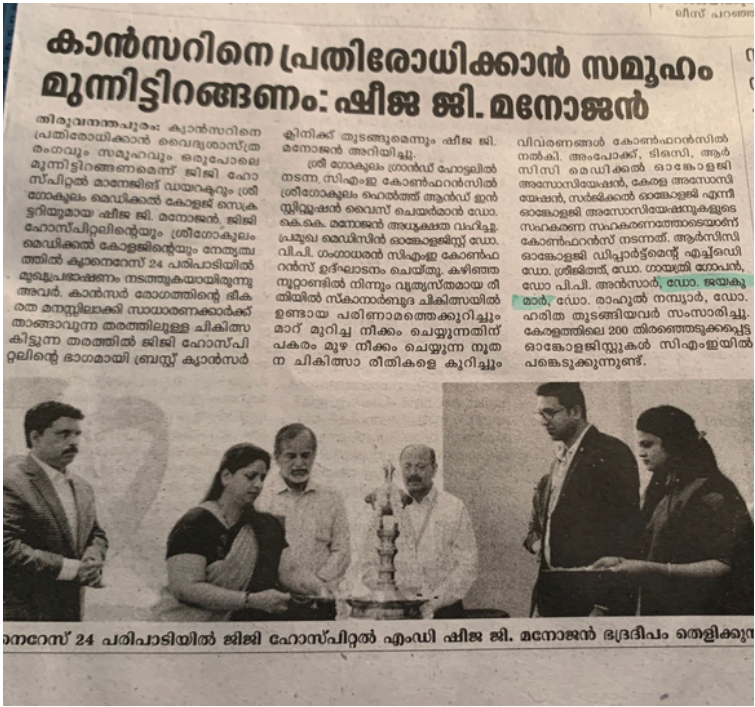 ലീസ് പറഞ്ഞ
കാൻസറിനെ പ്രതിരോധിക്കാൻ സമൂഹം
മുന്നിട്ടിറങ്ങണം: ഷീജ ജി. മനോജൻ
തിരുവനന്തപുരം: ക്യാൻസറിനെ
പ്രതിരോധിക്കാൻ വൈദ്യശാസ്ത്ര
രംഗവും സമൂഹവും ഒരുപോലെ
മുന്നിട്ടിറങ്ങണമെന്ന് ജിജി ഹോ
സ്പിറ്റൽ മാനേജിങ് ഡയറക്ടറും ശ്രീ
ഗോകുലം മെഡിക്കൽ കോളജ് സെക്ര
ട്ടറിയുമായ ഷീജ ജി. മനോജൻ. ജിജി
ഹോസ്പിറ്റലിന്റെയും ശ്രീഗോകുലം
മെഡിക്കൽ കോളജിന്റെയും നേതൃത്വ
ത്തിൽ ക്യാനെറേസ് 24 പരിപാടിയിൽ
മുഖ്യപ്രഭാഷണം നടത്തുകയായിരുന്നു
അവർ. കാൻസർ രോഗത്തിന്റെ ഭീക
രത മനസ്സിലാക്കി സാധാരണക്കാർക്ക്
താങ്ങാവുന്ന തരത്തിലുള്ള ചികിത്സ
കിട്ടുന്ന തരത്തിൽ ജിജി ഹോസ്പി
റ്റലിന്റെ ഭാഗമായി ബ്രസ്റ്റ് ക്യാൻസർ
ക്ലിനിക്ക് തുടങ്ങുമെന്നും ഷീജ ജി.
മനോജൻ അറിയിച്ചു.
ശ്രീ ഗോകുലം ഗ്രാൻഡ് ഹോട്ടലിൽ
നടന്ന സിഎംഇ കോൺഫറൻസിൽ
ശ്രീഗോകുലം ഹെൽത്ത് ആൻഡ് ഇൻ
സ്റ്റിറ്റ്യൂഷൻ വൈസ് ചെയർമാൻ ഡോ.
കെ.കെ. മനോജൻ അധ്യക്ഷത വഹിച്ചു.
പ്രമുഖ മെഡിസിൻ ഓങ്കോളജിസ്റ്റ് ഡോ.
വി.പി. ഗംഗാധരൻ സിഎംഇ കോൺഫ
റൻസ് ഉദ്ഘാടനം ചെയ്തു. കഴിഞ്ഞ
നൂറ്റാണ്ടിൽ നിന്നും വ്യത്യസ്തമായ രീ
തിയിൽ സ്കാനാർബുദ ചികിത്സയിൽ
ഉണ്ടായ പരിണാമത്തെക്കുറിച്ചും
മാറ് മുറിച്ച നീക്കം ചെയ്യുന്നതിന്
പകരം മുഴ നീക്കം ചെയ്യുന്ന നൂത
ന ചികിത്സാ രീതികളെ കുറിച്ചും
വിവരണങ്ങൾ കോൺഫറൻസിൽ
നൽകി. അംപോക്ക്, ടിഒസി, ആർ
സിസി മെഡിക്കൽ ഓങ്കോളജി
അസോസിയേഷൻ, കേരള അസോസി
യേഷൻ, സർജിക്കൽ ഓങ്കോളജി എന്നീ
ഓങ്കോളജി അസോസിയേഷനുകളുടെ
സഹകരണ സഹകരണത്തോടെയാണ്
കോൺഫറൻസ് നടന്നത്. ആർസിസി
ഓങ്കോളജി ഡിപ്പാർട്ട്മെന്റ് എച്ച്ഒഡി
ഡോ. ശ്രീജിത്ത്, ഡോ. ഗായത്രി ഗോപൻ,
ഡോ പി.പി. അൻസാർ, ഡോ. ജയകു
മാർ, ഡോ. രാഹുൽ നമ്പ്യാർ, ഡോ.
ഹരിത തുടങ്ങിയവർ സംസാരിച്ചു.
കേരളത്തിലെ 200 തിരഞ്ഞെടുക്കപ്പെട്ട
ഓങ്കോളജിസ്റ്റുകൾ സിഎംഇയിൽ
പങ്കെടുക്കുന്നുണ്ട്.
നെറേസ് 24 പരിപാടിയിൽ ജിജി ഹോസ്പിറ്റൽ എംഡി ഷീജ ജി. മനോജൻ ഭദ്രദീപം തെളിക്കുന്ന